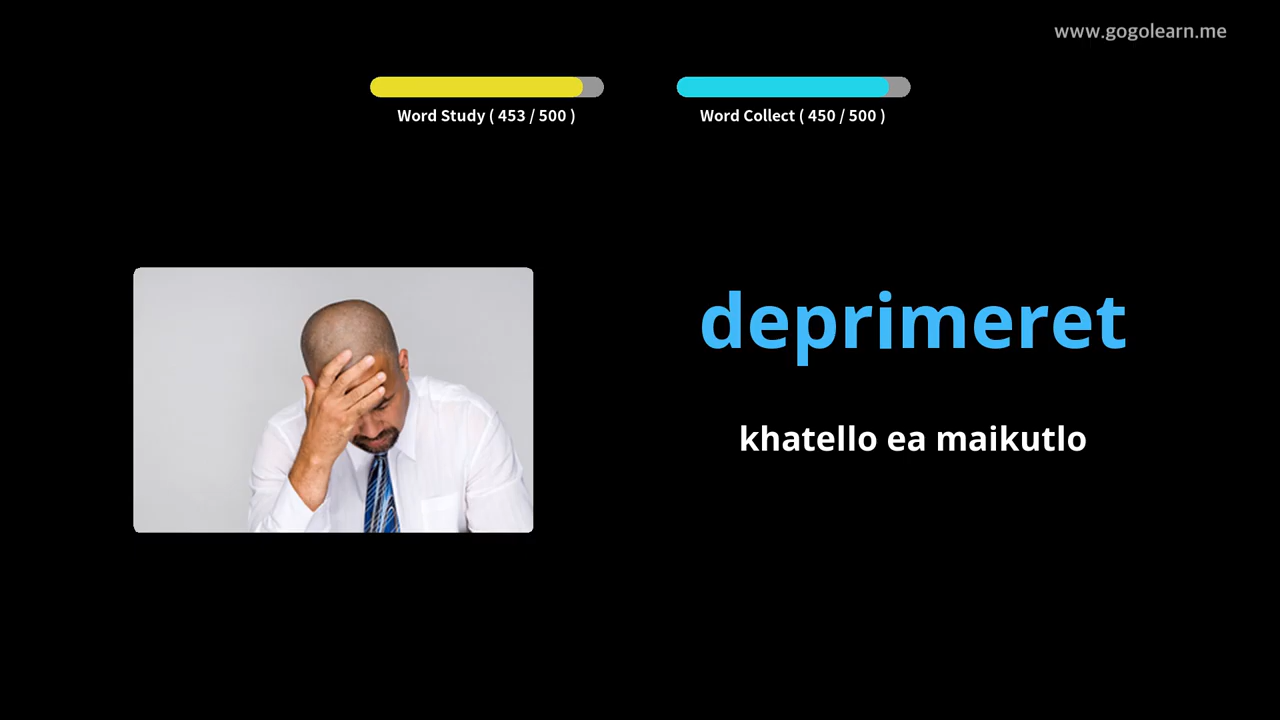 www.gogolearn.me
Word Study ( 453 / 500 )
Word Collect ( 450 / 500 )
deprimeret
khatello ea maikutlo